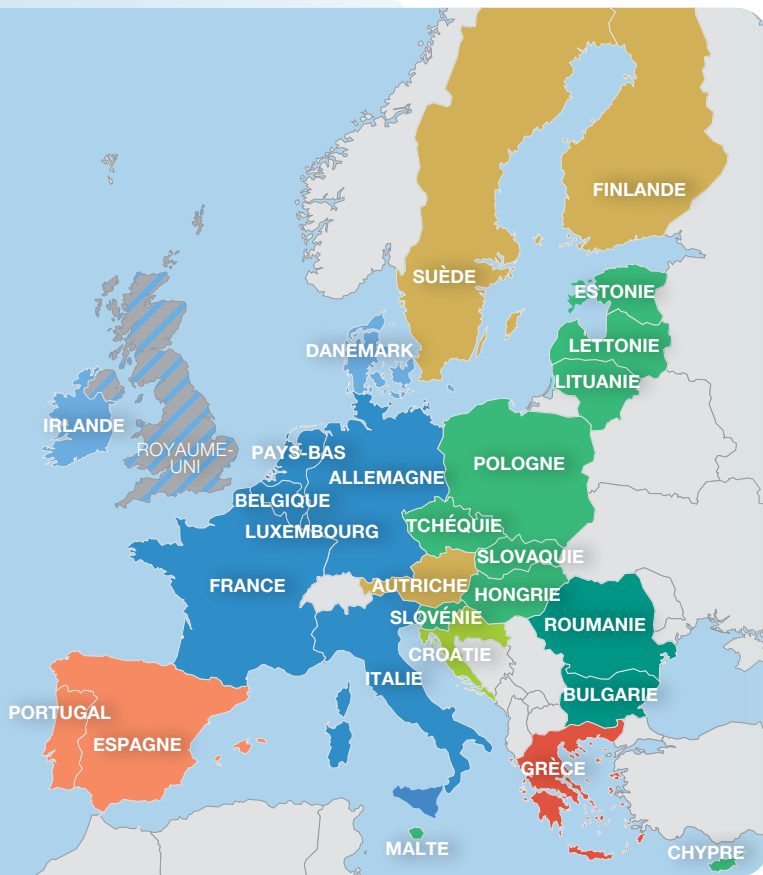 FINLANDE
SUÈDE
ESTONIE
DANEMARK
LETTONIE
LITUANIE
IRLANDE
ROYAUME-
UNI
PAYS-BAS
POLOGNE
ALLEMAGNE
BELGIQUE
TCHÉQUIE
LUXEMBOURG
SLOVAQUIE
FRANCE
AUTRICHE
HONGRIE
SLOVÉNIE
ROUMANIE
CROATIE
ITALIE
BULGARIE
PORTUGAL
ESPAGNE
GRÈCE
MALTE
CHYPRE